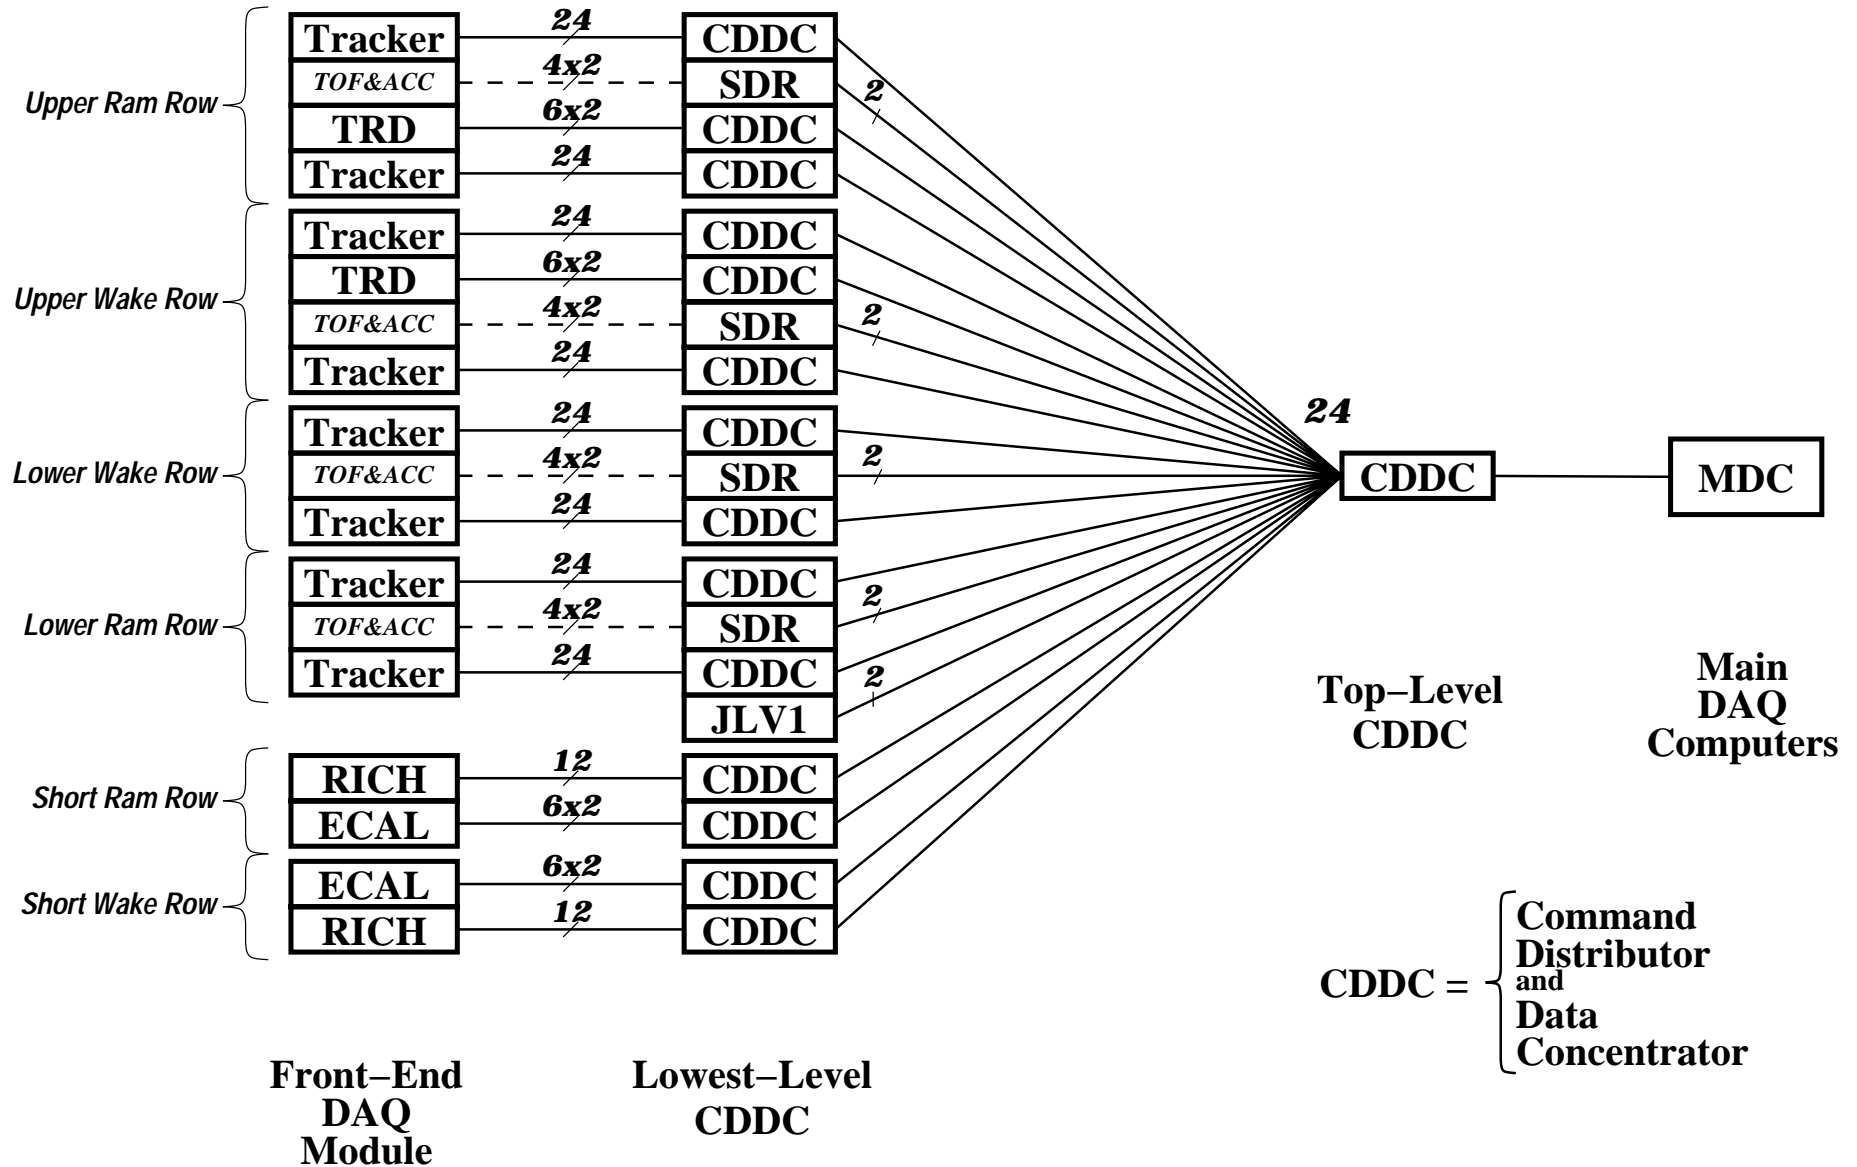 Upper Ram Row
Tracker 24 CDDC
TOF&ACC 4x2 SDR 2
TRD 6x2 CDDC
Tracker 24 CDDC
Upper Wake Row
Tracker 24 CDDC
TRD 6x2 CDDC
TOF&ACC 4x2 SDR 2
Tracker 24 CDDC
Lower Wake Row
Tracker 24 CDDC
TOF&ACC 4x2 SDR 2
Tracker 24 CDDC
Lower Ram Row
Tracker 24 CDDC
TOF&ACC 4x2 SDR 2
Tracker 24 CDDC
JLV1 2
Short Ram Row
RICH 12 CDDC
ECAL 6x2 CDDC
Short Wake Row
ECAL 6x2 CDDC
RICH 12 CDDC
Front–End
DAQ
Module
Lowest–Level
CDDC
24
CDDC
MDC
Top–Level
CDDC
Main
DAQ
Computers
CDDC =
Command
Distributor
and
Data
Concentrator